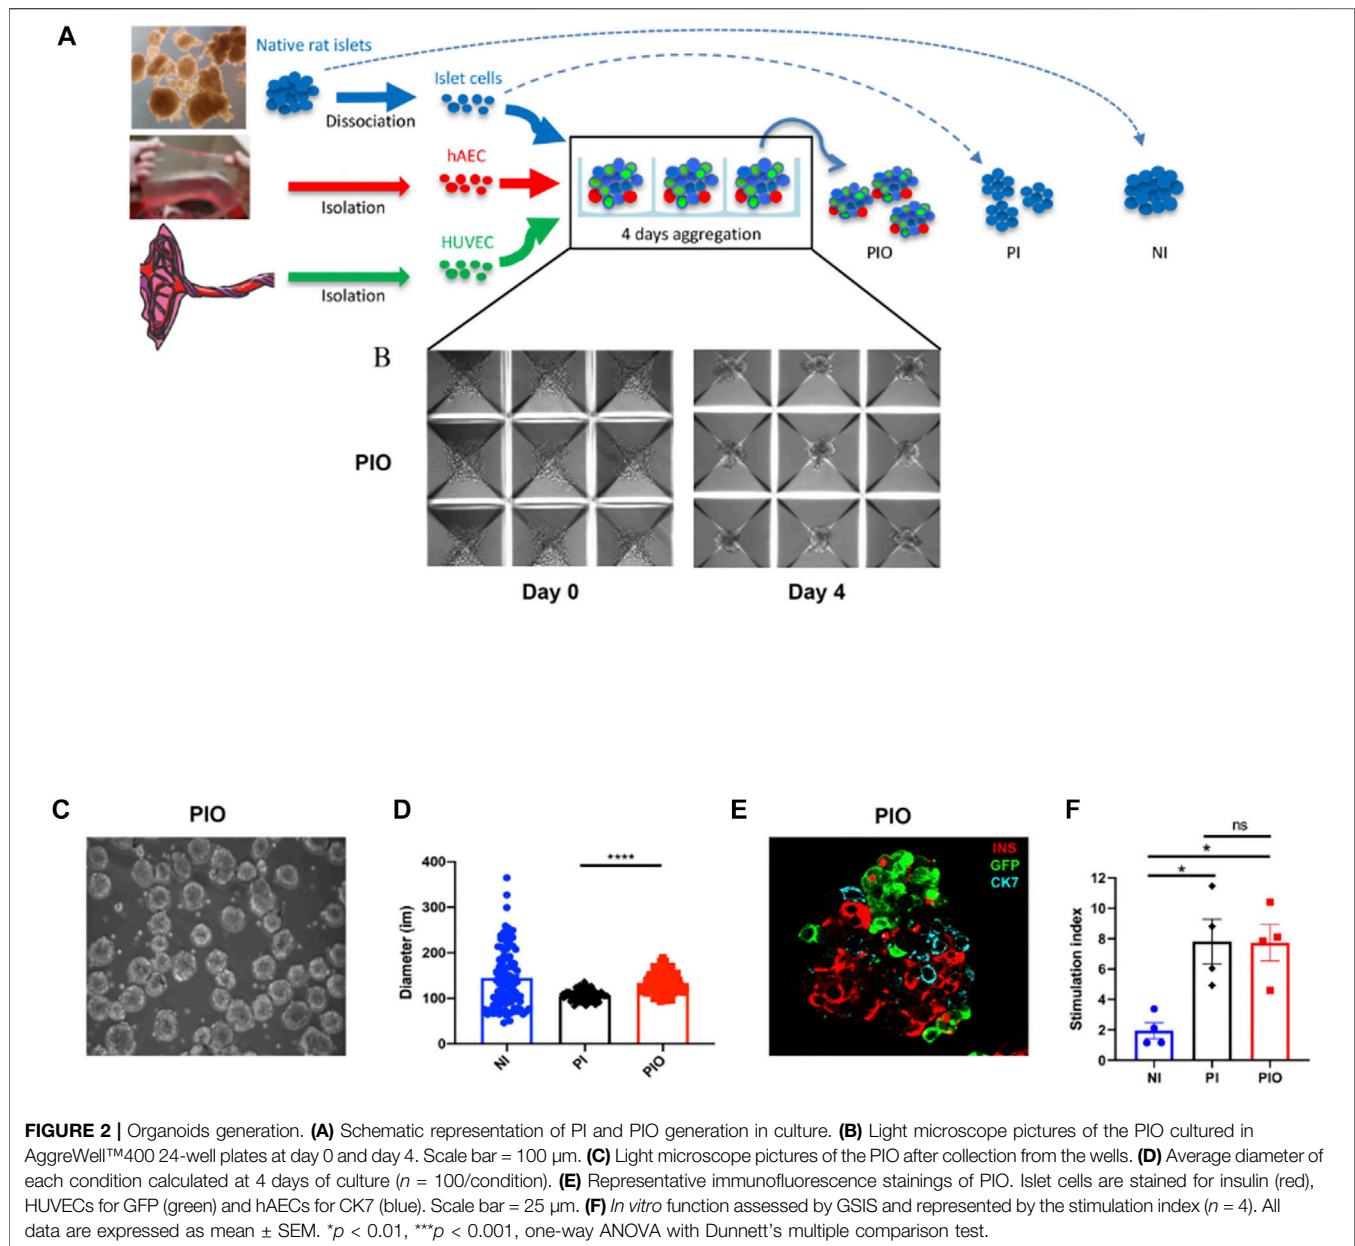 A
Native rat islets
Islet cells
Dissociation
hAEC
Isolation
HUVEC
Isolation
4 days aggregation
PIO
PI
NI
B
PIO
Day 0
Day 4
C
PIO
D
****
400
300
200
100
0
Diameter (im)
NI
PI
PIO
E
PIO
INS
GFP
CK7
F
ns
*
*
12
10
8
6
4
2
0
Stimulation index
NI
PI
PIO
FIGURE 2 | Organoids generation. (A) Schematic representation of PI and PIO generation in culture. (B) Light microscope pictures of the PIO cultured in
AggreWell™400 24-well plates at day 0 and day 4. Scale bar = 100 µm. (C) Light microscope pictures of the PIO after collection from the wells. (D) Average diameter of
each condition calculated at 4 days of culture (n = 100/condition). (E) Representative immunofluorescence stainings of PIO. Islet cells are stained for insulin (red),
HUVECs for GFP (green) and hAECs for CK7 (blue). Scale bar = 25 µm. (F) In vitro function assessed by GSIS and represented by the stimulation index (n = 4). All
data are expressed as mean ± SEM. *p < 0.01, ***p < 0.001, one-way ANOVA with Dunnett's multiple comparison test.